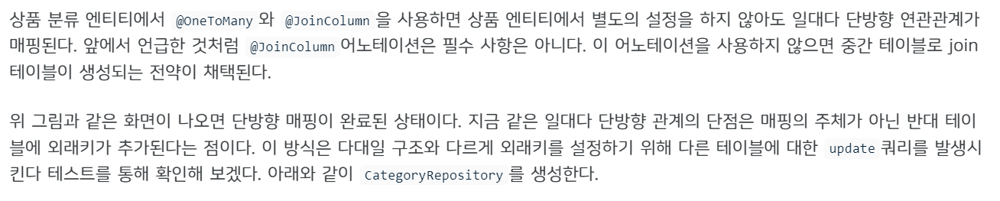 상품 분류 엔티티에서 @OneToMany 와 @JoinColumn 을 사용하면 상품 엔티티에서 별도의 설정을 하지 않아도 일대다 단방향 연관관계가
매핑된다. 앞에서 언급한 것처럼 @JoinColumn 어노테이션은 필수 사항은 아니다. 이 어노테이션을 사용하지 않으면 중간 테이블로 join
테이블이 생성되는 전략이 채택된다.
위 그림과 같은 화면이 나오면 단방향 매핑이 완료된 상태이다. 지금 같은 일대다 단방향 관계의 단점은 매핑의 주체가 아닌 반대 테이
블에 외래키가 추가된다는 점이다. 이 방식은 다대일 구조와 다르게 외래키를 설정하기 위해 다른 테이블에 대한 update 쿼리를 발생시
킨다 테스트를 통해 확인해 보겠다. 아래와 같이 CategoryRepository 를 생성한다.